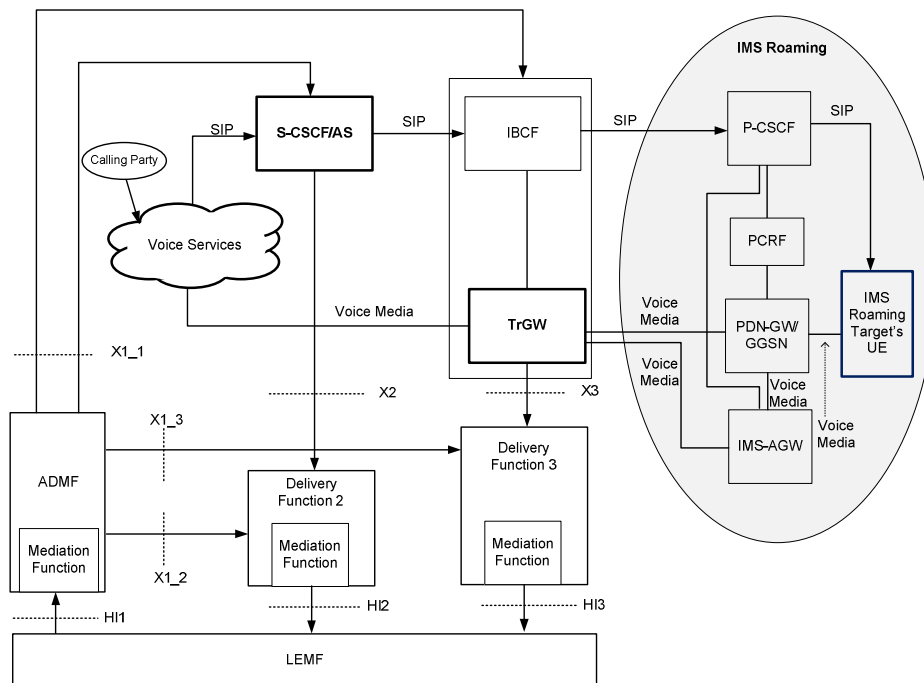 IMS Roaming
S-CSCF/AS
SIP
SIP
IBCF
SIP
P-CSCF
SIP
Calling Party
Voice Services
PCRF
Voice Media
TrGW
Voice
Media
PDN-GW/
GGSN
IMS
Roaming
Target's
UE
X1_1
Voice
Media
Voice
Media
X2
X3
Voice
Media
X1_3
IMS-AGW
ADMF
Delivery
Function 2
Delivery
Function 3
Mediation
Function
Mediation
Function
Mediation
Function
X1_2
HI1
HI2
HI3
LEMF